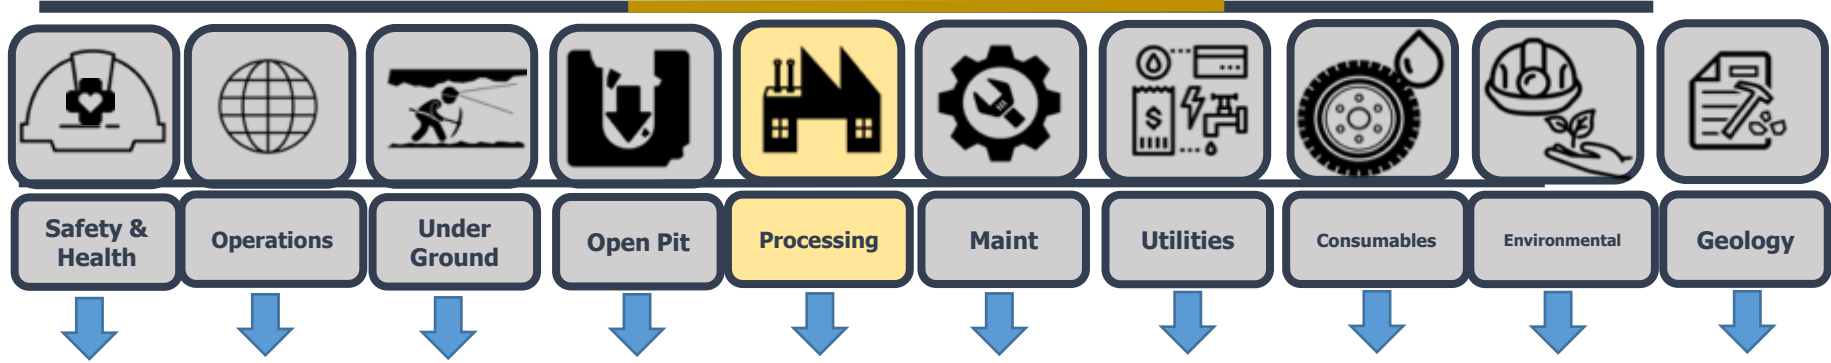 $
Safety &
Health
Operations
Under
Ground
Open Pit
Processing
Maint
Utilities
Consumables
Environmental
Geology